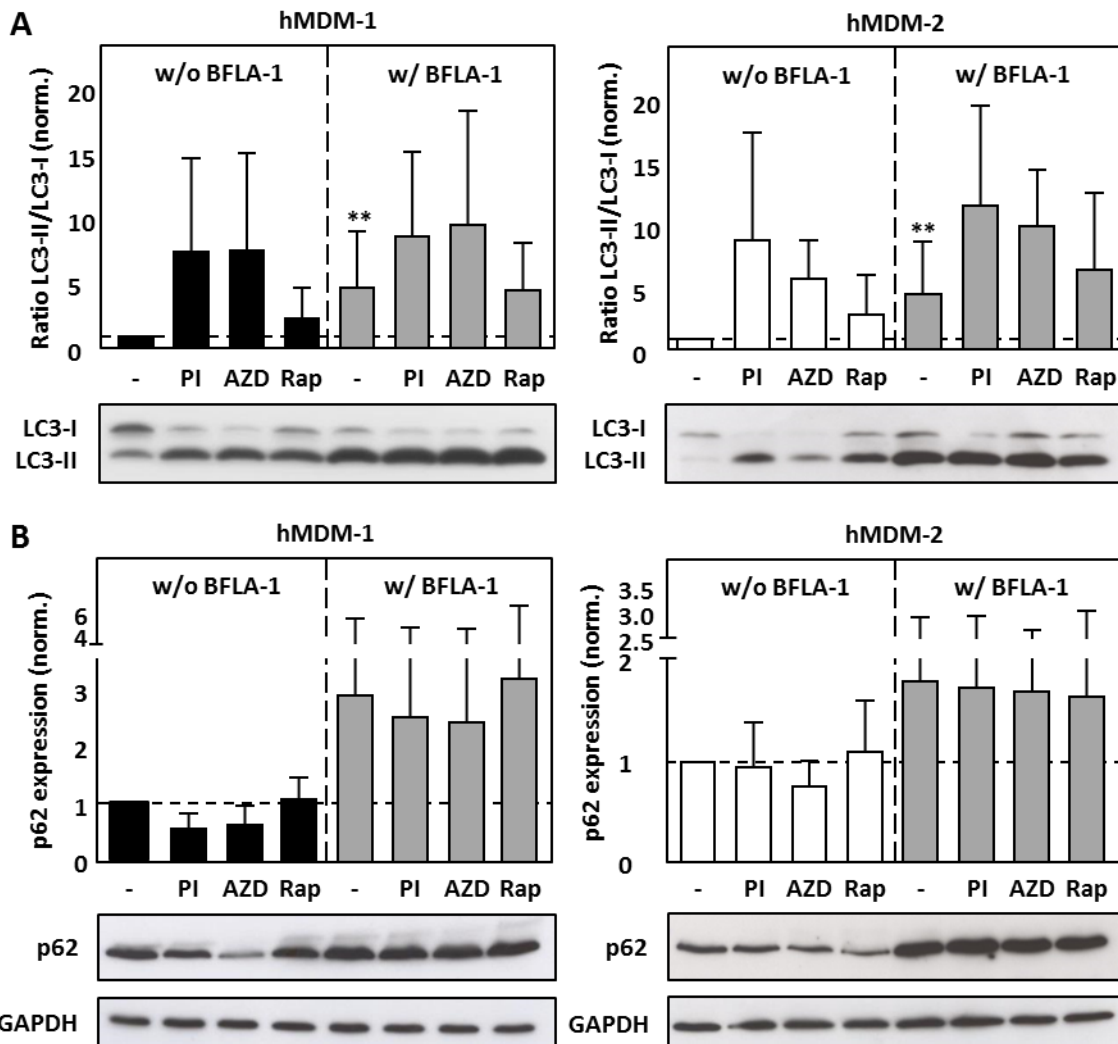 A
hMDM-1
hMDM-2
Ratio LC3-II/LC3-I (norm.)
20
15
10
5
0
w/o BFLA-1
w/ BFLA-1
**
- PI AZD Rap - PI AZD Rap
LC3-I
LC3-II
Ratio LC3-II/LC3-I (norm.)
20
15
10
5
0
w/o BFLA-1
w/ BFLA-1
**
- PI AZD Rap - PI AZD Rap
LC3-I
LC3-II
B
hMDM-1
hMDM-2
p62 expression (norm.)
6
4
3
2
1
0
w/o BFLA-1
w/ BFLA-1
- PI AZD Rap - PI AZD Rap
p62
GAPDH
p62 expression (norm.)
3.5
3.0
2.5
2
1
0
w/o BFLA-1
w/ BFLA-1
- PI AZD Rap - PI AZD Rap
p62
GAPDH